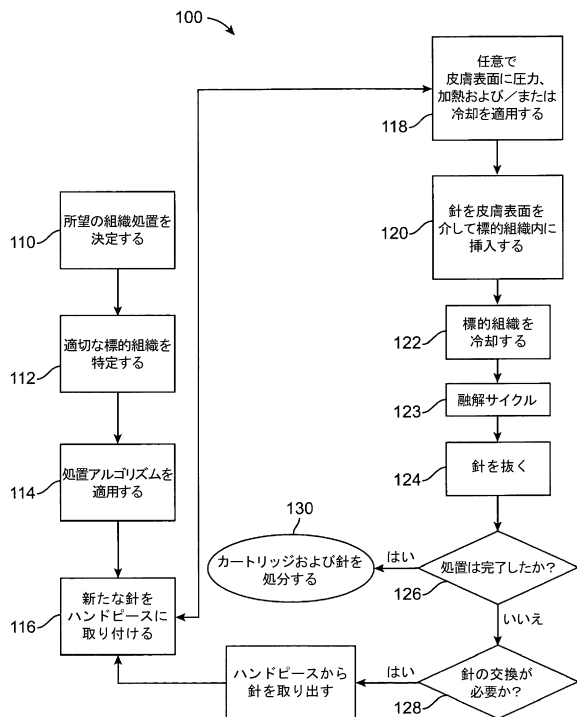 100
110
所望の組織処置を
決定する
112
適切な標的組織を
特定する
114
処置アルゴリズムを
適用する
116
新たな針を
ハンドピースに
取り付ける
118
任意で
皮膚表面に圧力、
加熱および/または
冷却を適用する
120
針を皮膚表面を
介して標的組織内に
挿入する
122
標的組織を
冷却する
123
融解サイクル
124
針を抜く
126
処置は完了したか?
はい
130
カートリッジおよび針を
処分する
いいえ
128
針の交換が
必要か?
はい
ハンドピースから
針を取り出す